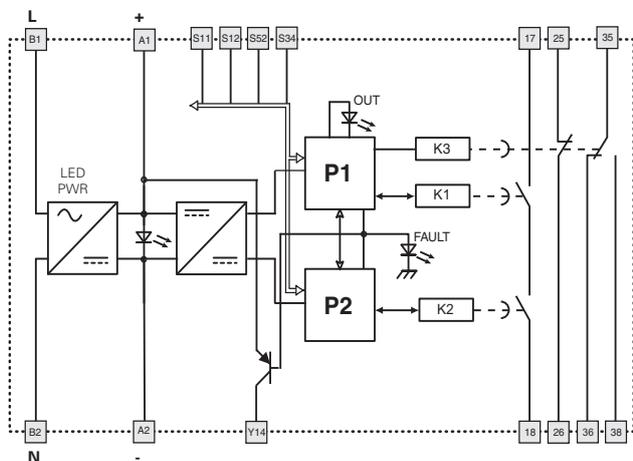 L
+
B1
A1
S11
S12
S52
S34
17
25
35
OUT
P1
K3
LED
PWR
K1
FAULT
P2
K2
B2
A2
Y14
18
26
36
38
N
-